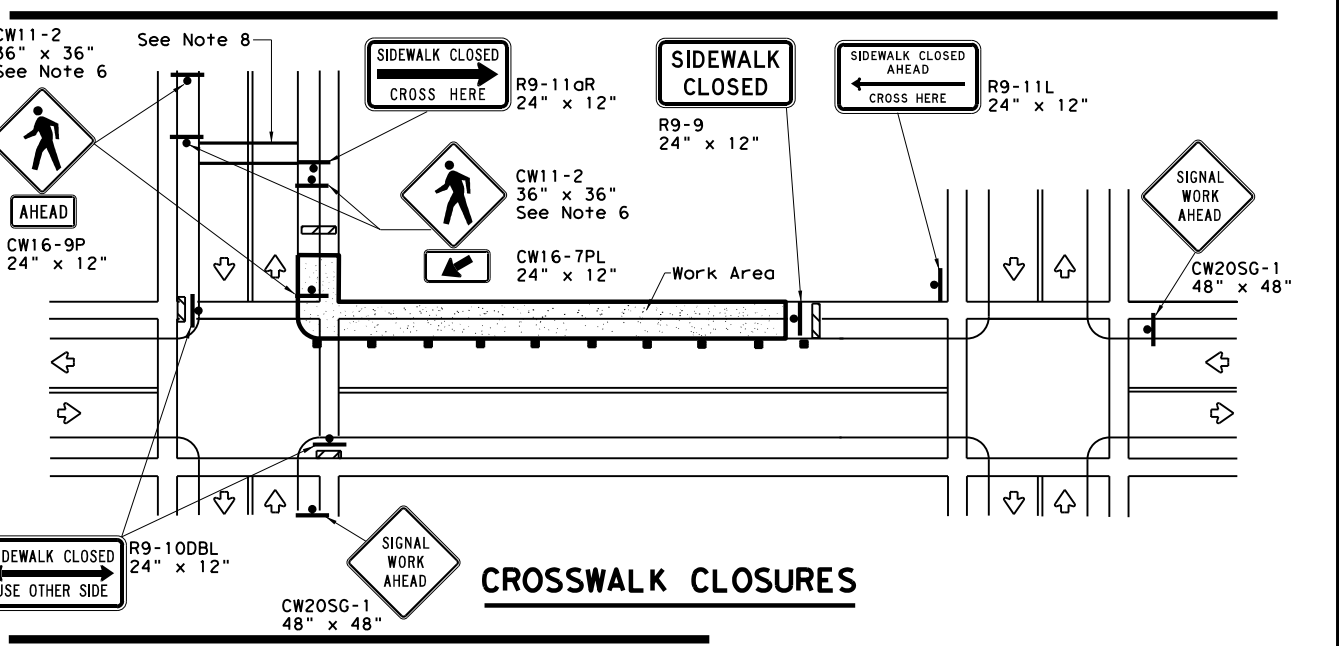 CW11-2
36" x 36"
See Note 6
See Note 8
AHEAD
CW16-9P
24" x 12"
SIDEWALK CLOSED
CROSS HERE
R9-11aR
24" x 12"
CW11-2
36" x 36"
See Note 6
CW16-7PL
24" x 12"
SIDEWALK
CLOSED
R9-9
24" x 12"
Work Area
SIDEWALK CLOSED
AHEAD
CROSS HERE
R9-11L
24" x 12"
SIGNAL
WORK
AHEAD
CW20SG-1
48" x 48"
DEWALK CLOSED
USE OTHER SIDE
R9-10DBL
24" x 12"
SIGNAL
WORK
AHEAD
CW20SG-1
48" x 48"
CROSSWALK CLOSURES